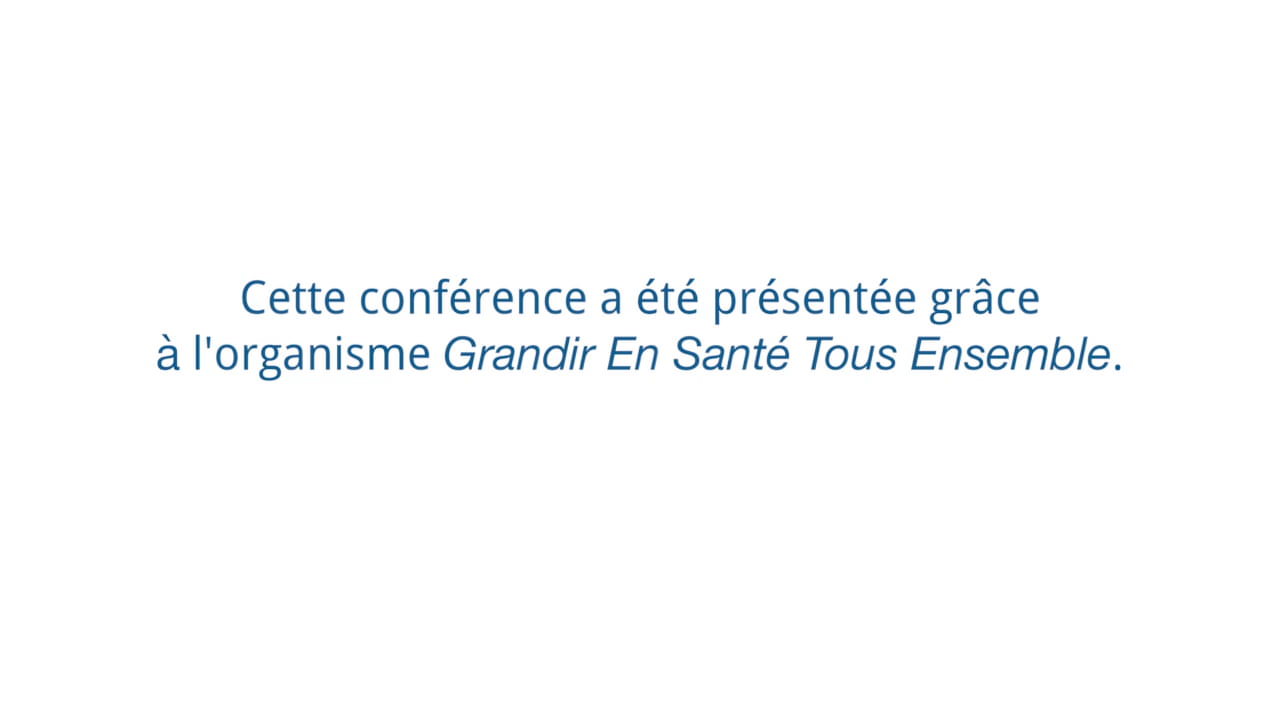 Cette conférence a été présentée grâce
à l'organisme Grandir En Santé Tous Ensemble.